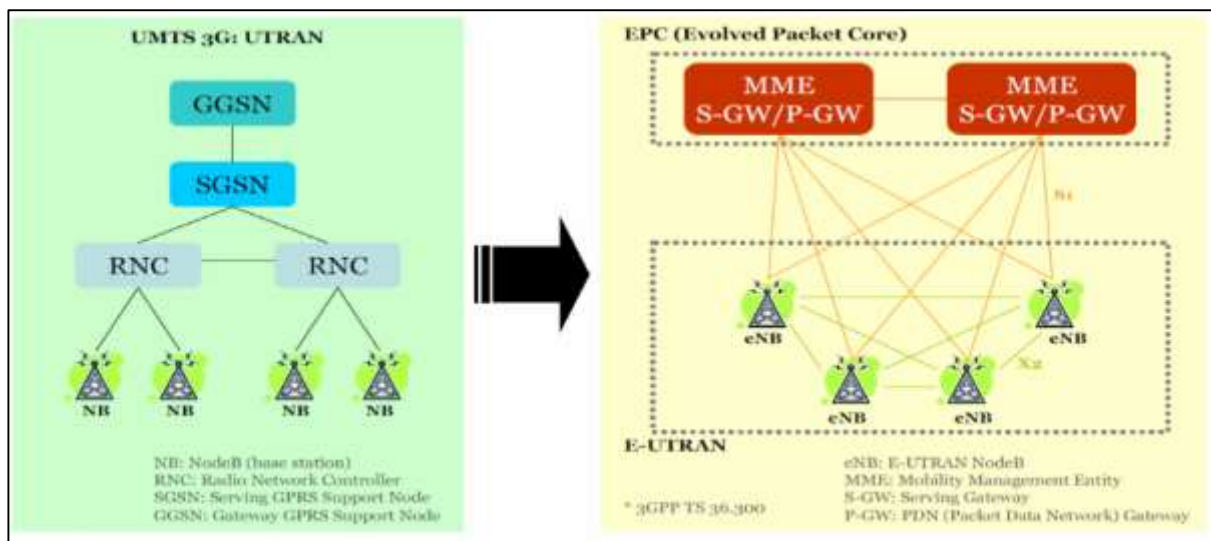 UMTS 3G: UTRAN
GGSN
SGSN
RNC
RNC
NB
NB
NB
NB
NB: NodeB (base station)
RNC: Radio Network Controller
SGSN: Serving GPRS Support Node
GGSN: Gateway GPRS Support Node
EPC (Evolved Packet Core)
MME
S-GW/P-GW
MME
S-GW/P-GW
S1
eNB
eNB
X2
eNB
eNB
E-UTRAN
* 3GPP TS 36.300
eNB: E-UTRAN NodeB
MME: Mobility Management Entity
S-GW: Serving Gateway
P-GW: PDN (Packet Data Network) Gateway